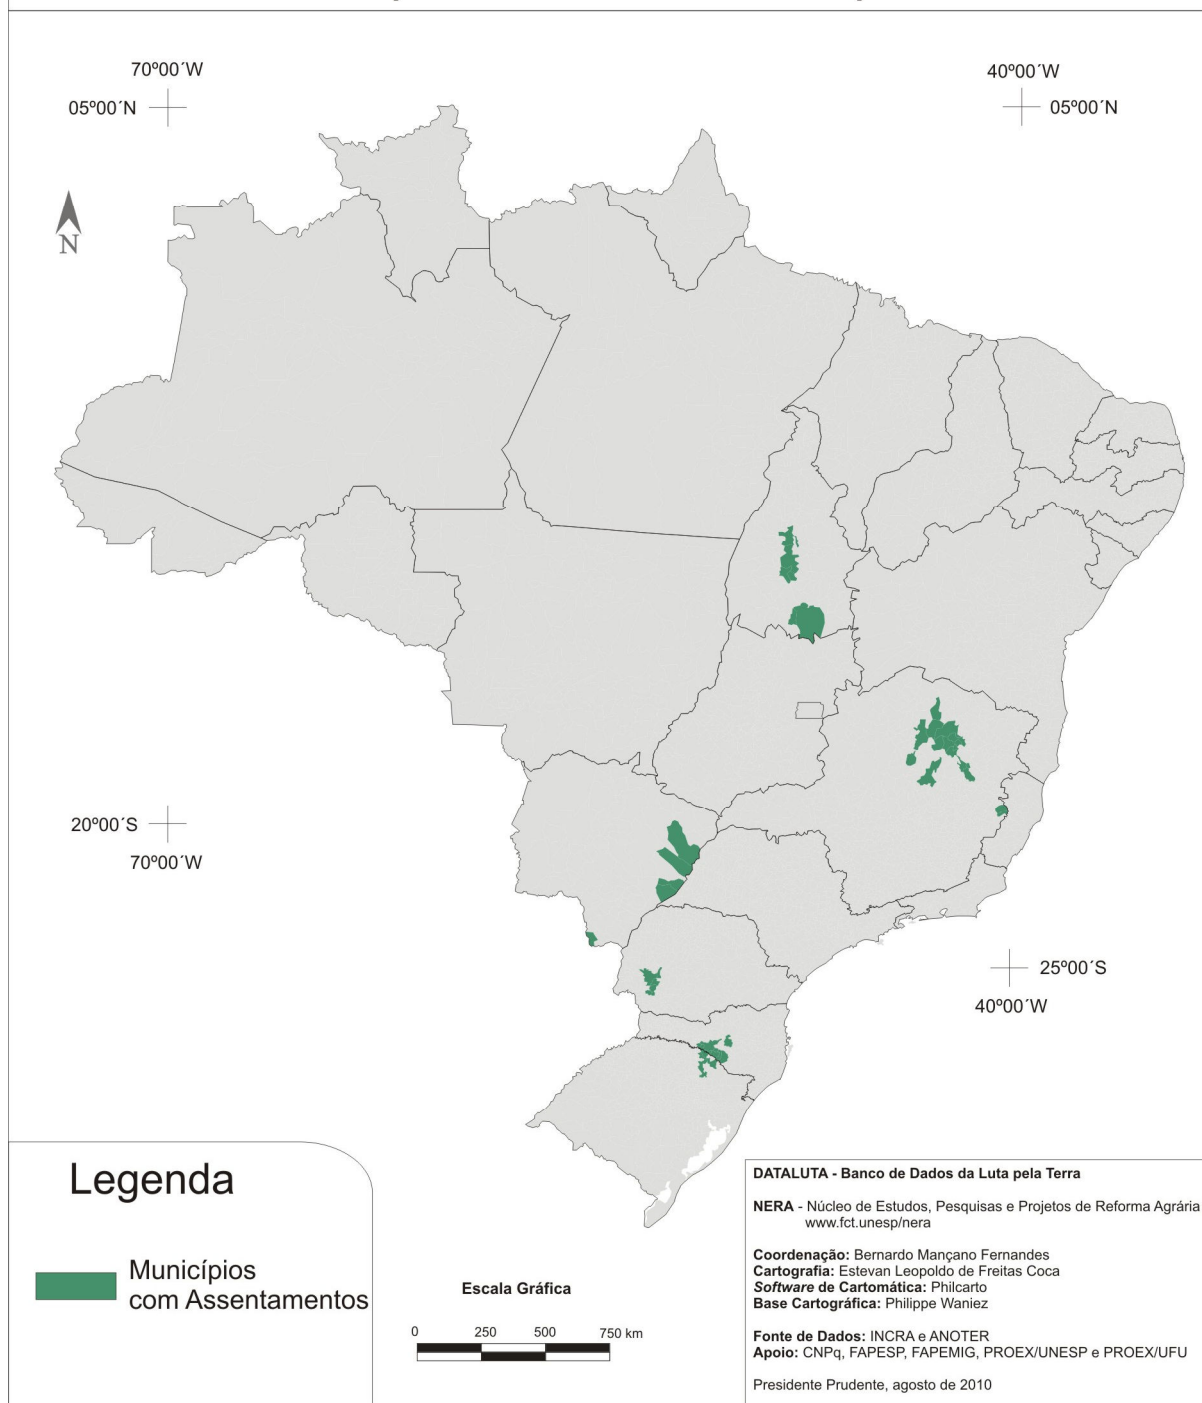 70º00´W
40º00´W
05º00´N
05º00´N
N
20º00´S
70º00´W
25º00´S
40º00´W
Legenda
Municípios
com Assentamentos
Escala Gráfica
0 250 500 750 km
DATALUTA - Banco de Dados da Luta pela Terra
NERA - Núcleo de Estudos, Pesquisas e Projetos de Reforma Agrária
www.fct.unesp/nera
Coordenação: Bernardo Mançano Fernandes
Cartografia: Estevan Leopoldo de Freitas Coca
Software de Cartomática: Philcarto
Base Cartográfica: Philippe Waniez
Fonte de Dados: INCRA e ANOTER
Apoio: CNPq, FAPESP, FAPEMIG, PROEX/UNESP e PROEX/UFU
Presidente Prudente, agosto de 2010